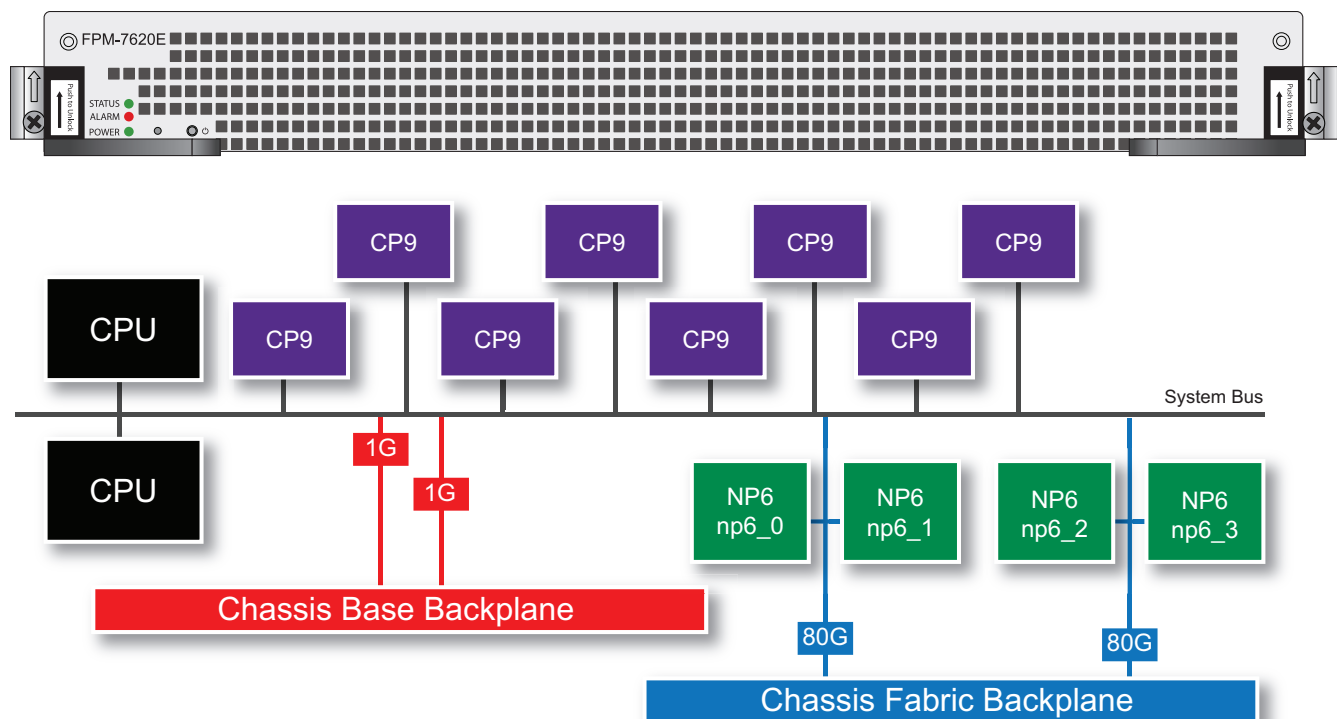 FPM-7620E
Push to Unlock
Push to Unlock
STATUS
ALARM
POWER
CP9
CP9
CP9
CP9
CPU
CP9
CP9
CP9
CP9
System Bus
CPU
1G
1G
NP6
np6_0
NP6
np6_1
NP6
np6_2
NP6
np6_3
Chassis Base Backplane
80G
80G
Chassis Fabric Backplane